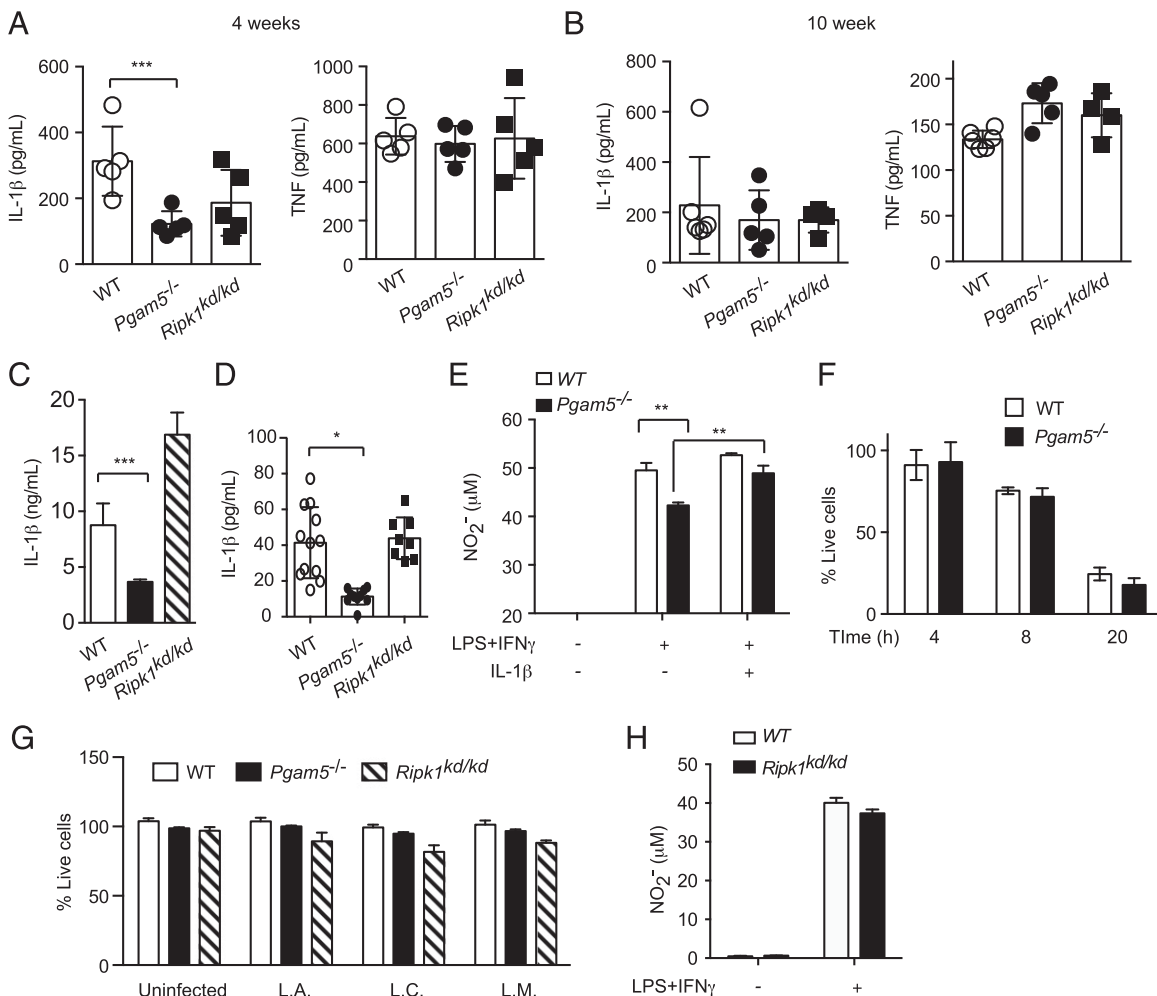 A
4 weeks
B
10 week
600
400
200
0
IL-1β (pg/mL)
***
WT
Pgam5-/-
Ripk1kd/kd
1000
800
600
200
400
0
TNF (pg/mL)
WT
Pgam5-/-
Ripk1kd/kd
800
600
400
200
0
IL-1β (pg/mL)
WT
Pgam5-/-
Ripk1kd/kd
200
150
100
50
0
TNF (pg/mL)
WT
Pgam5-/-
Ripk1kd/kd
C
20
15
10
5
0
IL-1β (ng/mL)
***
WT
Pgam5-/-
Ripk1kd/kd
D
100
80
60
40
20
0
IL-1β (pg/mL)
*
WT
Pgam5-/-
Ripk1kd/kd
E
WT
Pgam5-/-
60
50
40
30
20
NO2- (μM)
**
**
LPS+IFNγ - + +
IL-1β - - +
F
WT
Pgam5-/-
100
50
0
% Live cells
TIme (h) 4 8 20
G
150
100
50
0
% Live cells
WT Pgam5-/- Ripk1kd/kd
Uninfected L.A. L.C. L.M.
H
WT
Ripk1kd/kd
50
40
30
20
10
0
NO2- (μM)
LPS+IFNγ - +